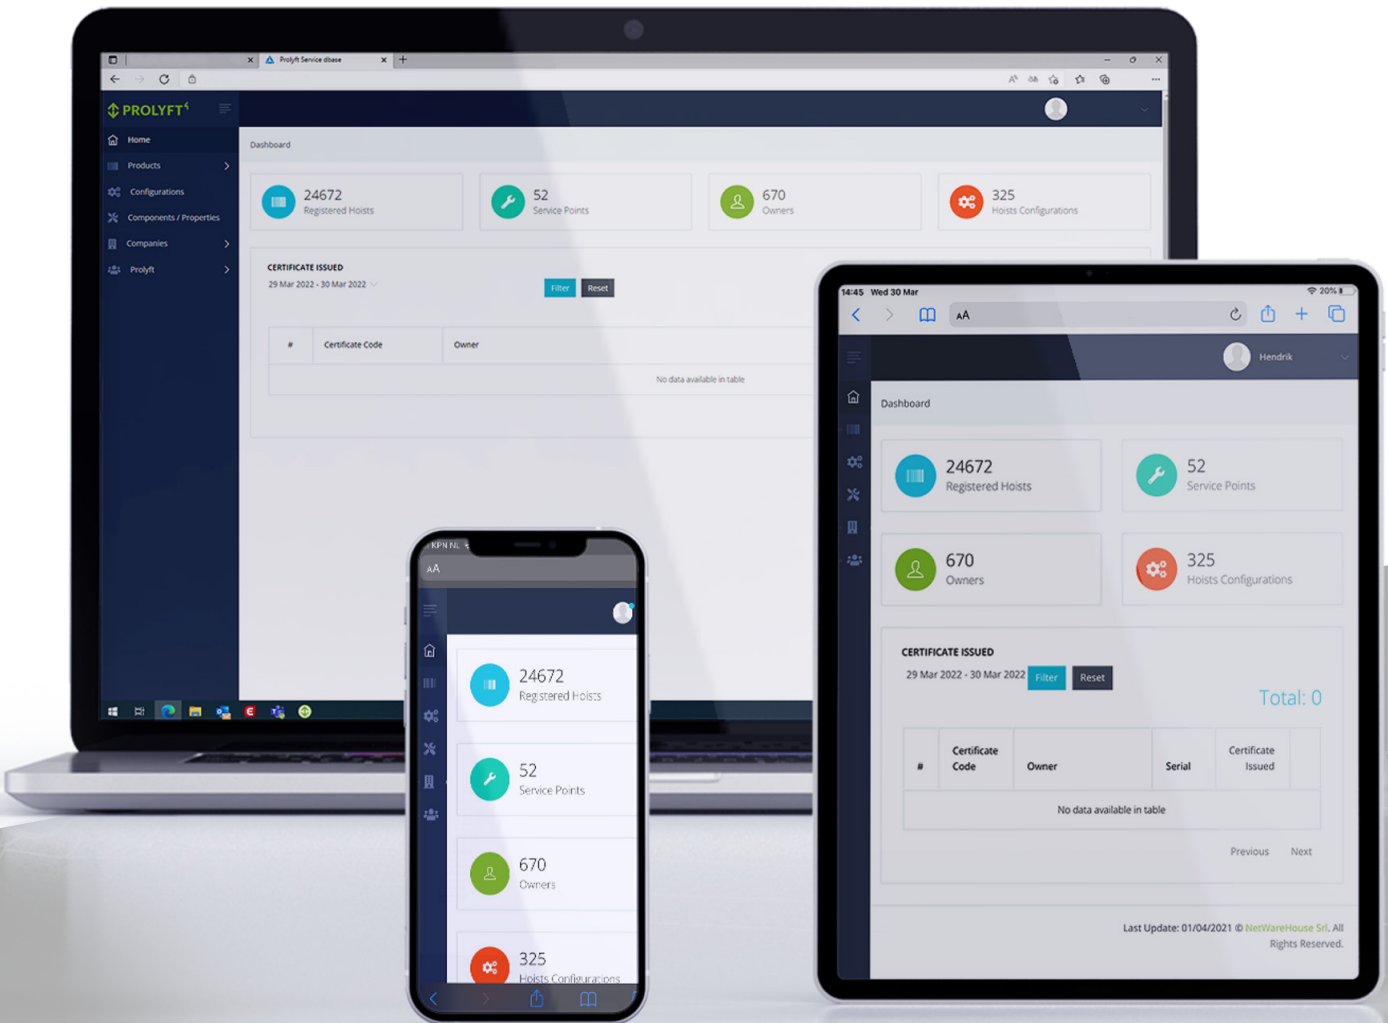 Prolyft Service dbase
PROLYFT
Home
Products
Configurations
Components / Properties
Companies
Prolyft
Dashboard
24672
Registered Hoists
52
Service Points
670
Owners
325
Hoists Configurations
CERTIFICATE ISSUED
29 Mar 2022 - 30 Mar 2022
Filter
Reset
# Certificate Code Owner
No data available in table
KPN NL
AA
24672
Registered Hoists
52
Service Points
670
Owners
325
Hoists Configurations
14:45 Wed 30 Mar
20%
AA
Hendrik
Dashboard
24672
Registered Hoists
52
Service Points
670
Owners
325
Hoists Configurations
CERTIFICATE ISSUED
29 Mar 2022 - 30 Mar 2022
Filter
Reset
Total: 0
# Certificate Code Owner Serial Certificate Issued
No data available in table
Previous Next
Last Update: 01/04/2021 © NetWareHouse Srl. All
Rights Reserved.